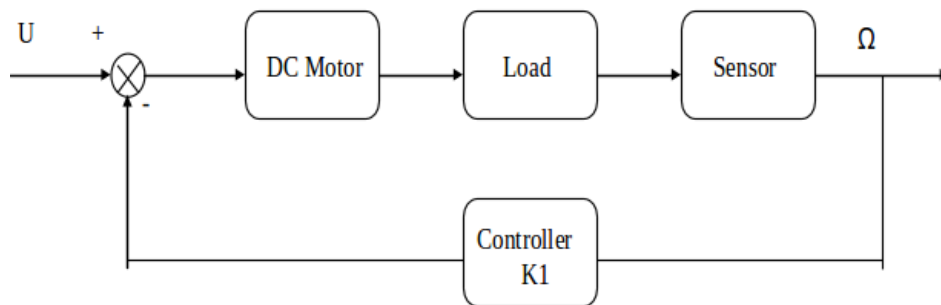 U
+
-
DC Motor
Load
Sensor
Ω
Controller
K1